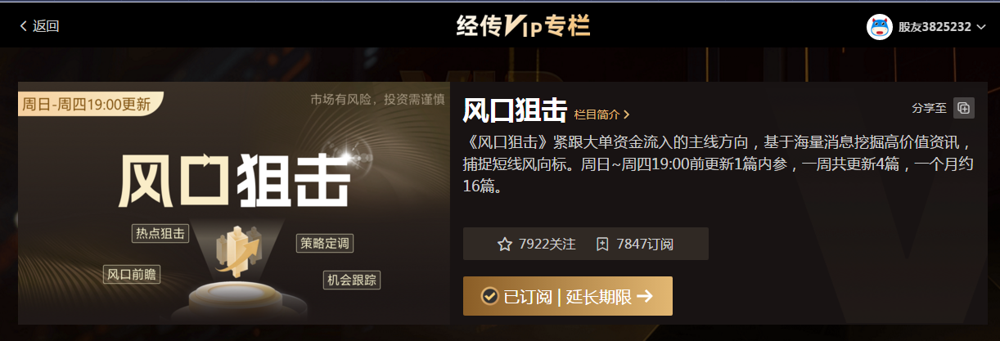 返回
经传VIP专栏
股友3825232
周日-周四19:00更新
市场有风险，投资需谨慎
风口狙击
热点狙击
策略定调
风口前瞻
机会跟踪
风口狙击 栏目简介
分享至
《风口狙击》紧跟大单资金流入的主线方向，基于海量消息挖掘高价值资讯，
捕捉短线风向标。周日~周四19:00前更新1篇内参，一周共更新4篇，一个月约
16篇。
7922关注 7847订阅
已订阅 | 延长期限